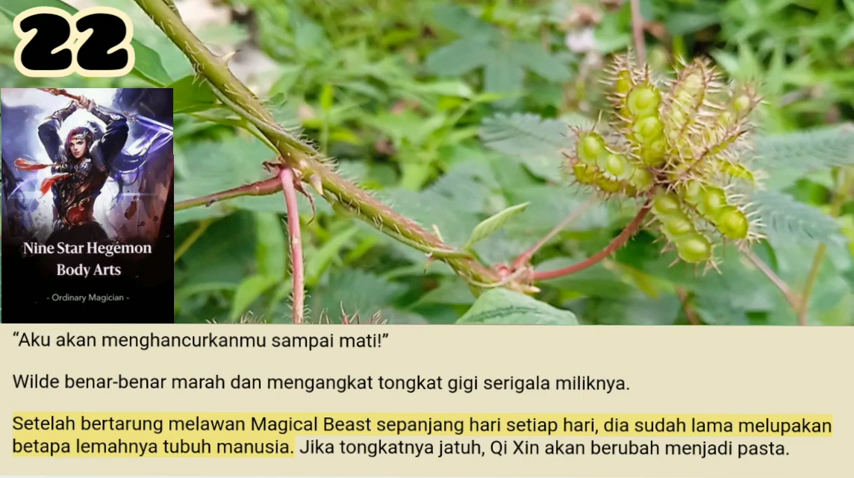 22
Nine Star Hegemon
Body Arts
- Ordinary Magician -
“Aku akan menghancurkanmu sampai mati!”
Wilde benar-benar marah dan mengangkat tongkat gigi serigala miliknya.
Setelah bertarung melawan Magical Beast sepanjang hari setiap hari, dia sudah lama melupakan
betapa lemahnya tubuh manusia. Jika tongkatnya jatuh, Qi Xin akan berubah menjadi pasta.